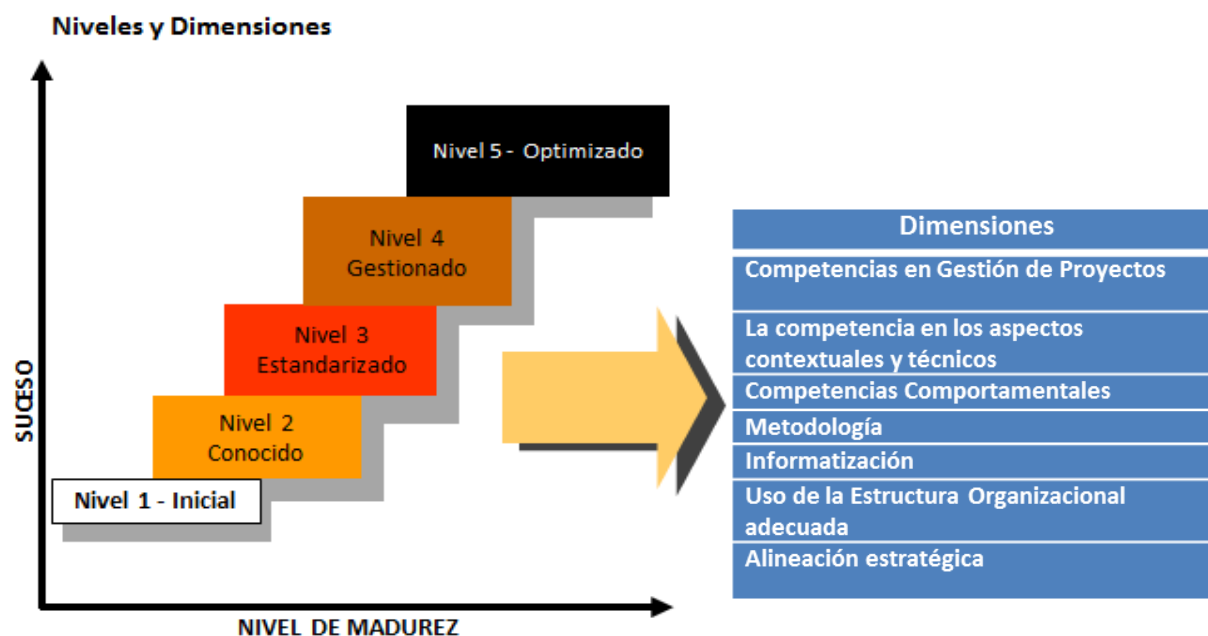 Niveles y Dimensiones
SUCESO
Nivel 5 - Optimizado
Nivel 4
Gestionado
Nivel 3
Estandarizado
Nivel 2
Conocido
Nivel 1 - Inicial
NIVEL DE MADUREZ
Dimensiones
Competencias en Gestión de Proyectos
La competencia en los aspectos
contextuales y técnicos
Competencias Comportamentales
Metodología
Informatización
Uso de la Estructura Organizacional
adecuada
Alineación estratégica